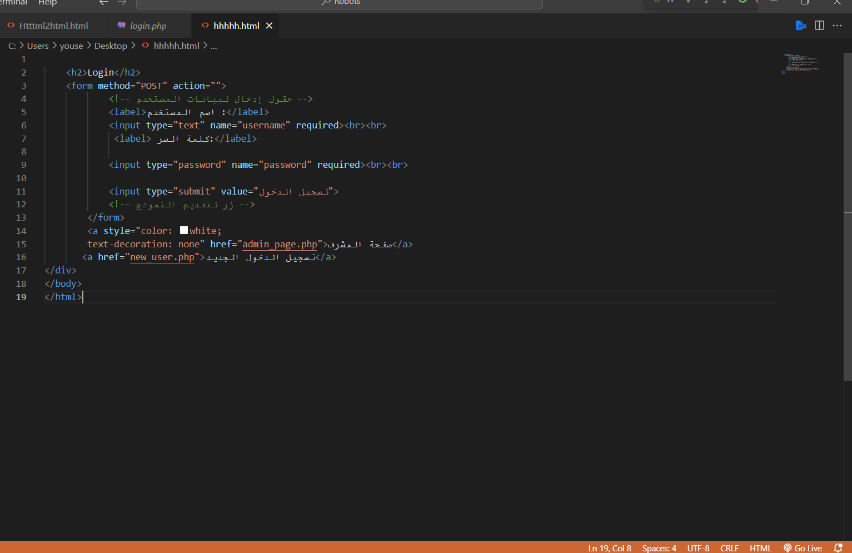 Terminal Help
Robots
Htttml2html.html login.php hhhhh.html
C: > Users > youse > Desktop > hhhhh.html > ...
1
2 <h2>Login</h2>
3 <form method="POST" action="">
4 <!-- حقول إدخال لبيانات المستخدم -->
5 <label>اسم المستخدم :</label>
6 <input type="text" name="username" required><br><br>
7 <label> كلمة السر:</label>
8
9 <input type="password" name="password" required><br><br>
10
11 <input type="submit" value="تسجيل الدخول">
12 <!-- زر لتقديم النموذج -->
13 </form>
14 <a style="color: white;
15 text-decoration: none" href="admin_page.php">صفحة المشرف</a>
16 <a href="new_user.php">تسجيل الدخول الجديد</a>
17 </div>
18 </body>
19 </html>
Ln 19, Col 8 Spaces: 4 UTF-8 CRLF HTML Go Live